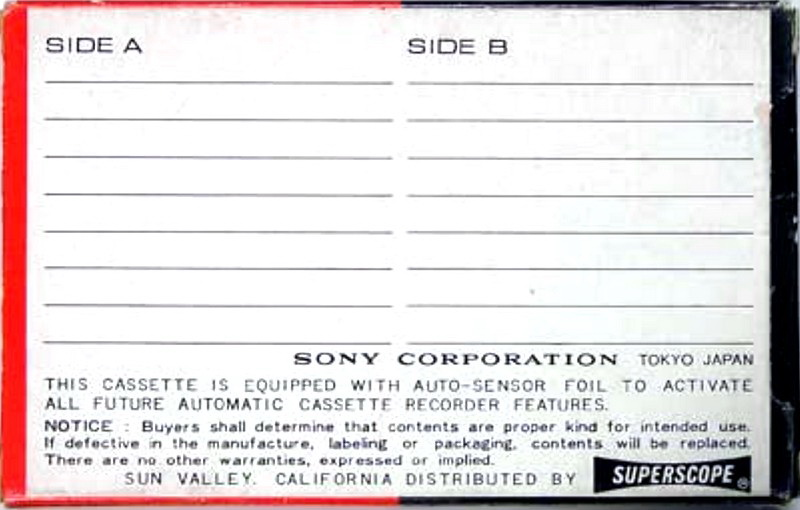 SIDE A SIDE B
SONY CORPORATION TOKYO JAPAN
THIS CASSETTE IS EQUIPPED WITH AUTO-SENSOR FOIL TO ACTIVATE
ALL FUTURE AUTOMATIC CASSETTE RECORDER FEATURES.
NOTICE : Buyers shall determine that contents are proper kind for intended use.
If defective in the manufacture, labeling or packaging, contents will be replaced.
There are no other warranties, expressed or implied.
SUN VALLEY. CALIFORNIA DISTRIBUTED BY SUPERSCOPE®